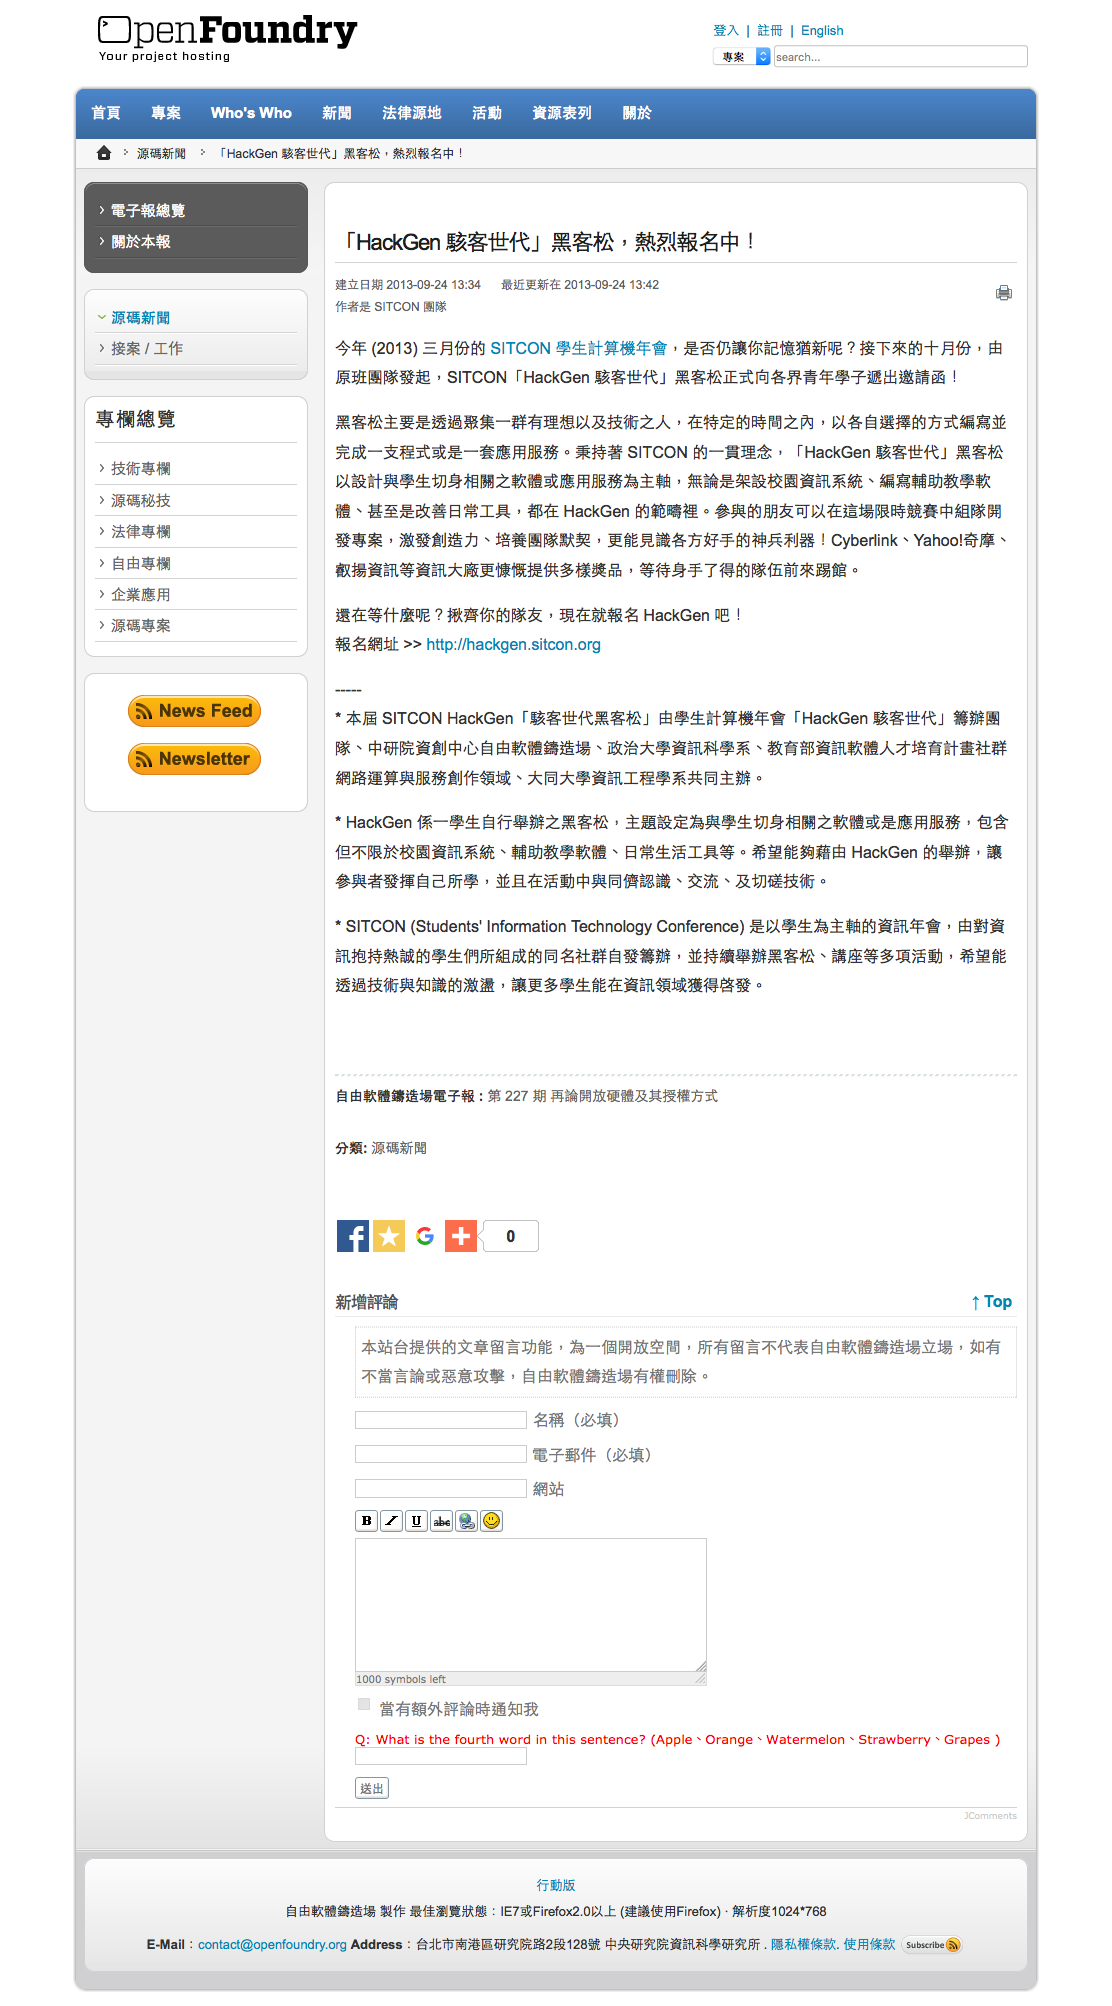 OpenFoundry
Your project hosting
登入 | 註冊 | English
專案
search...
首頁 專案 Who's Who 新聞 法律源地 活動 資源表列 關於
源碼新聞 「HackGen 駭客世代」黑客松，熱烈報名中！
電子報總覽
關於本報
源碼新聞
接案 / 工作
專欄總覽
技術專欄
源碼秘技
法律專欄
自由專欄
企業應用
源碼專案
News Feed
Newsletter
「HackGen 駭客世代」黑客松，熱烈報名中！
建立日期 2013-09-24 13:34 最近更新在 2013-09-24 13:42
作者是 SITCON 團隊
今年 (2013) 三月份的 SITCON 學生計算機年會，是否仍讓你記憶猶新呢？接下來的十月份，由
原班團隊發起，SITCON「HackGen 駭客世代」黑客松正式向各界青年學子遞出邀請函！
黑客松主要是透過聚集一群有理想以及技術之人，在特定的時間之內，以各自選擇的方式編寫並
完成一支程式或是一套應用服務。秉持著 SITCON 的一貫理念，「HackGen 駭客世代」黑客松
以設計與學生切身相關之軟體或應用服務為主軸，無論是架設校園資訊系統、編寫輔助教學軟
體、甚至是改善日常工具，都在 HackGen 的範疇裡。參與的朋友可以在這場限時競賽中組隊開
發專案，激發創造力、培養團隊默契，更能見識各方好手的神兵利器！Cyberlink、Yahoo!奇摩、
叡揚資訊等資訊大廠更慷慨提供多樣獎品，等待身手了得的隊伍前來踢館。
還在等什麼呢？揪齊你的隊友，現在就報名 HackGen 吧！
報名網址 >> http://hackgen.sitcon.org
-----
* 本屆 SITCON HackGen「駭客世代黑客松」由學生計算機年會「HackGen 駭客世代」籌辦團
隊、中研院資創中心自由軟體鑄造場、政治大學資訊科學系、教育部資訊軟體人才培育計畫社群
網路運算與服務創作領域、大同大學資訊工程學系共同主辦。
* HackGen 係一學生自行舉辦之黑客松，主題設定為與學生切身相關之軟體或是應用服務，包含
但不限於校園資訊系統、輔助教學軟體、日常生活工具等。希望能夠藉由 HackGen 的舉辦，讓
參與者發揮自己所學，並且在活動中與同儕認識、交流、及切磋技術。
* SITCON (Students' Information Technology Conference) 是以學生為主軸的資訊年會，由對資
訊抱持熱誠的學生們所組成的同名社群自發籌辦，並持續舉辦黑客松、講座等多項活動，希望能
透過技術與知識的激盪，讓更多學生能在資訊領域獲得啓發。
自由軟體鑄造場電子報 : 第 227 期 再論開放硬體及其授權方式
分類: 源碼新聞
0
新增評論
↑ Top
本站台提供的文章留言功能，為一個開放空間，所有留言不代表自由軟體鑄造場立場，如有
不當言論或惡意攻擊，自由軟體鑄造場有權刪除。
名稱（必填）
電子郵件（必填）
網站
B I U abc
1000 symbols left
當有額外評論時通知我
Q: What is the fourth word in this sentence? (Apple、Orange、Watermelon、Strawberry、Grapes )
送出
JComments
行動版
自由軟體鑄造場 製作 最佳瀏覽狀態：IE7或Firefox2.0以上 (建議使用Firefox) · 解析度1024*768
E-Mail：contact@openfoundry.org Address：台北市南港區研究院路2段128號 中央研究院資訊科學研究所 . 隱私權條款. 使用條款 Subscribe